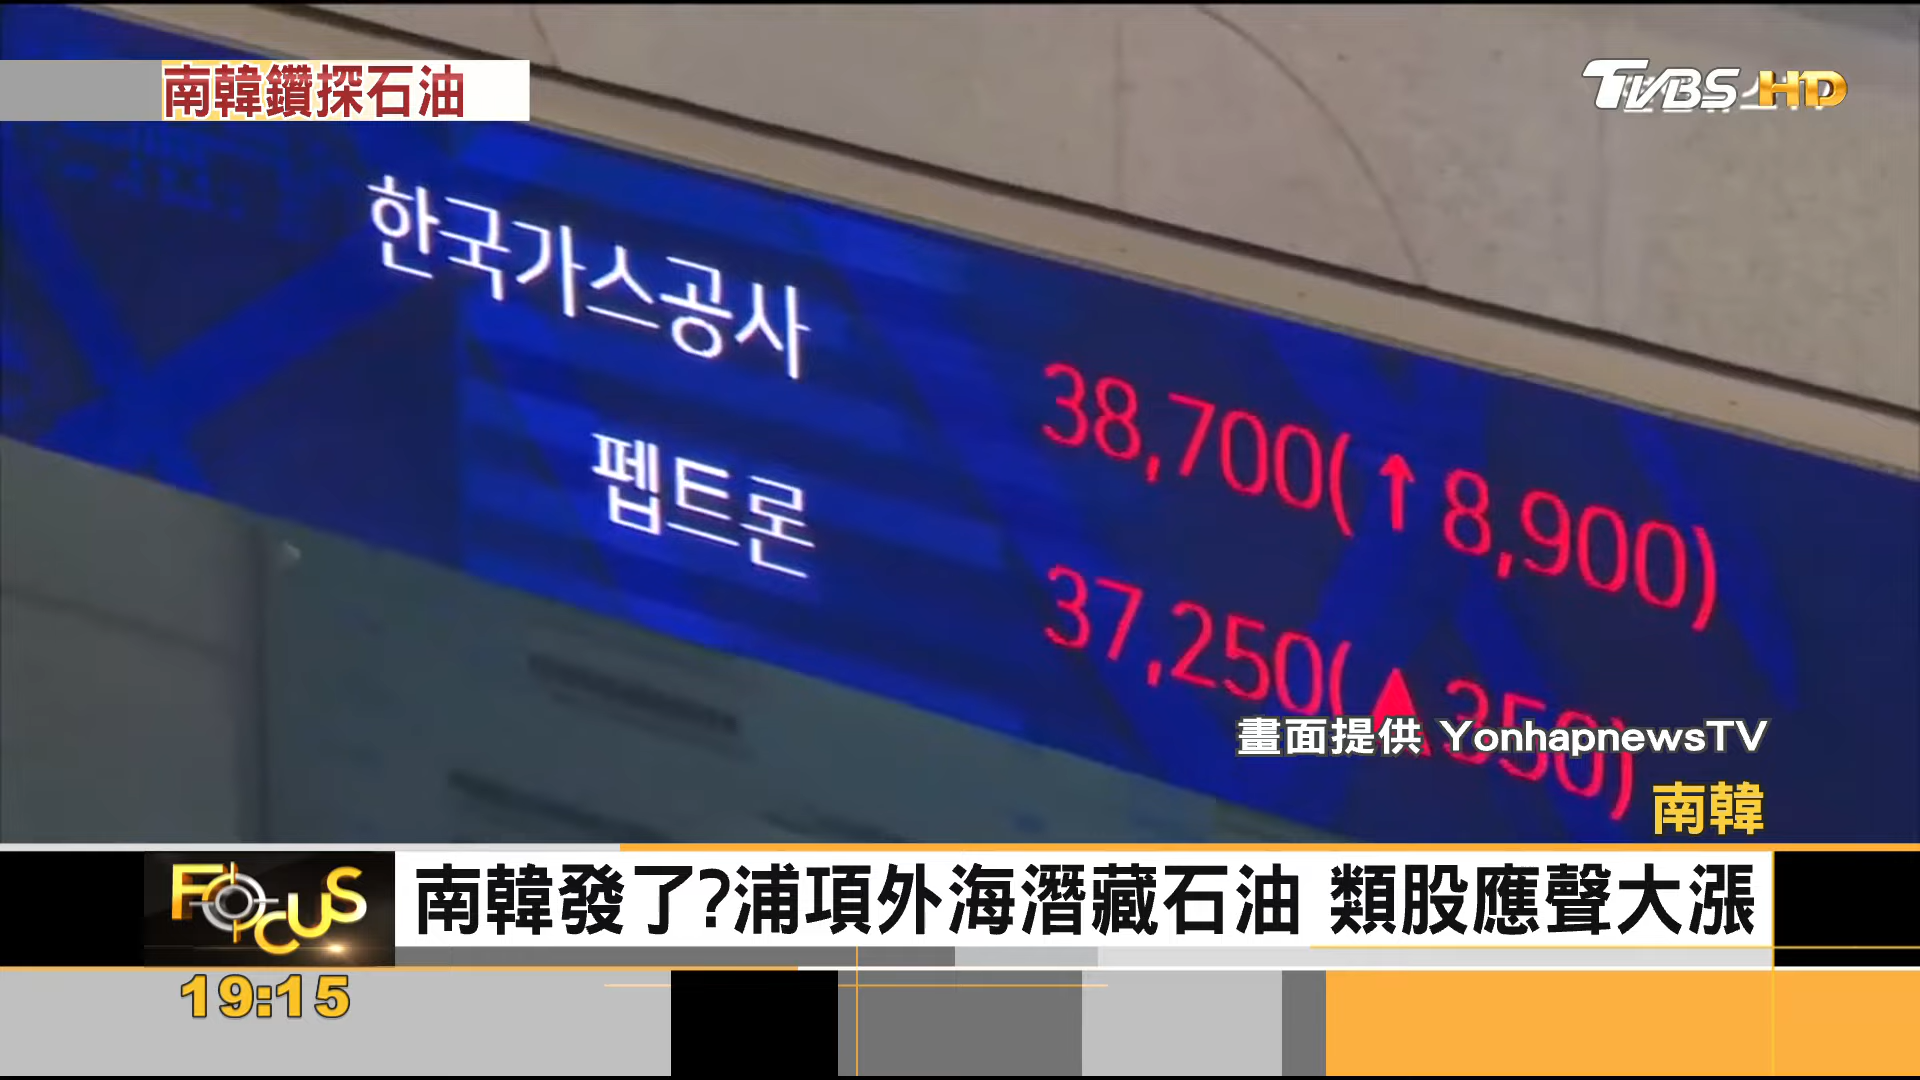 南韓鑽探石油
TVBS HD
한국가스공사
38,700(↑8,900)
펩트론
37,250(▲350)
畫面提供 YonhapnewsTV
南韓
FOCUS
南韓發了?浦項外海潛藏石油 類股應聲大漲
19:15